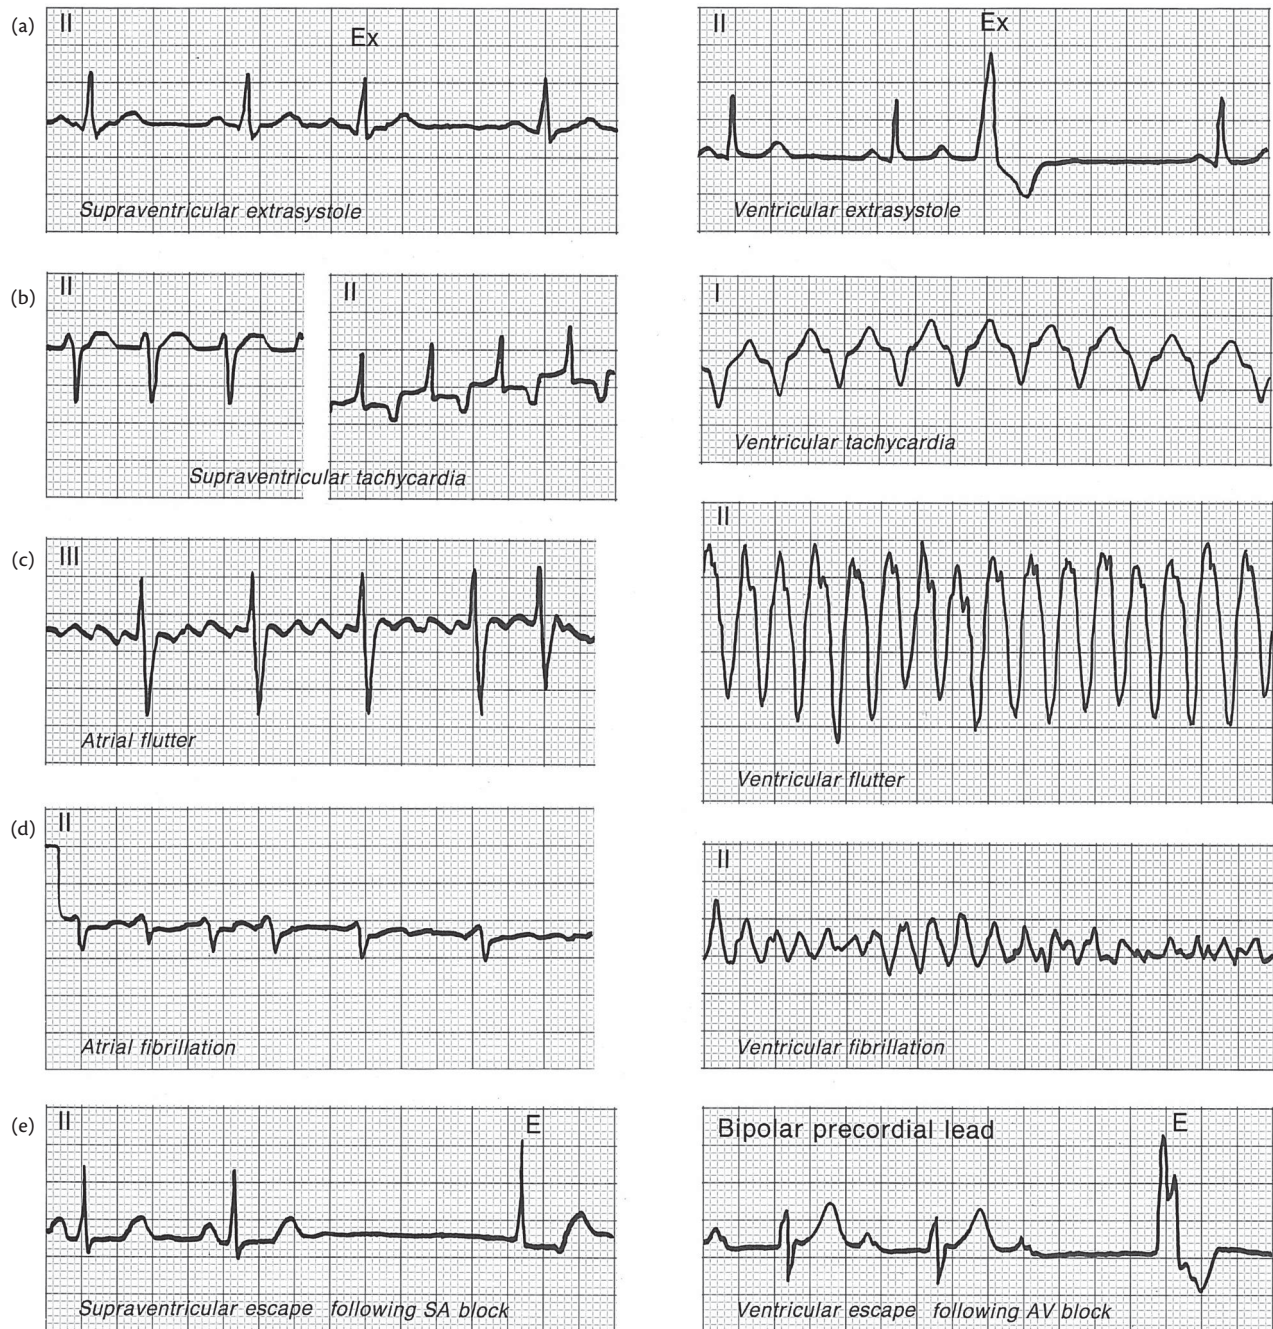 (a)
II
Ex
Supraventricular extrasystole
II
Ex
Ventricular extrasystole
(b)
II
II
Supraventricular tachycardia
I
Ventricular tachycardia
(c)
III
Atrial flutter
II
Ventricular flutter
(d)
II
Atrial fibrillation
II
Ventricular fibrillation
(e)
II
E
Supraventricular escape following SA block
Bipolar precordial lead
E
Ventricular escape following AV block